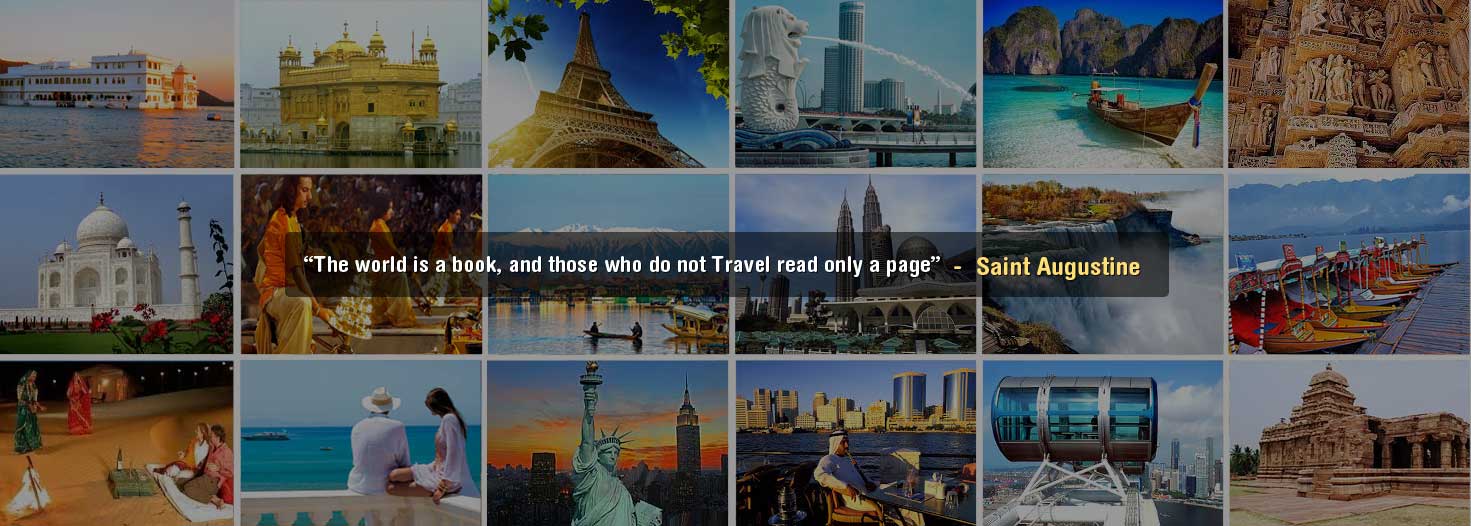 “The world is a book, and those who do not Travel read only a page” - Saint Augustine